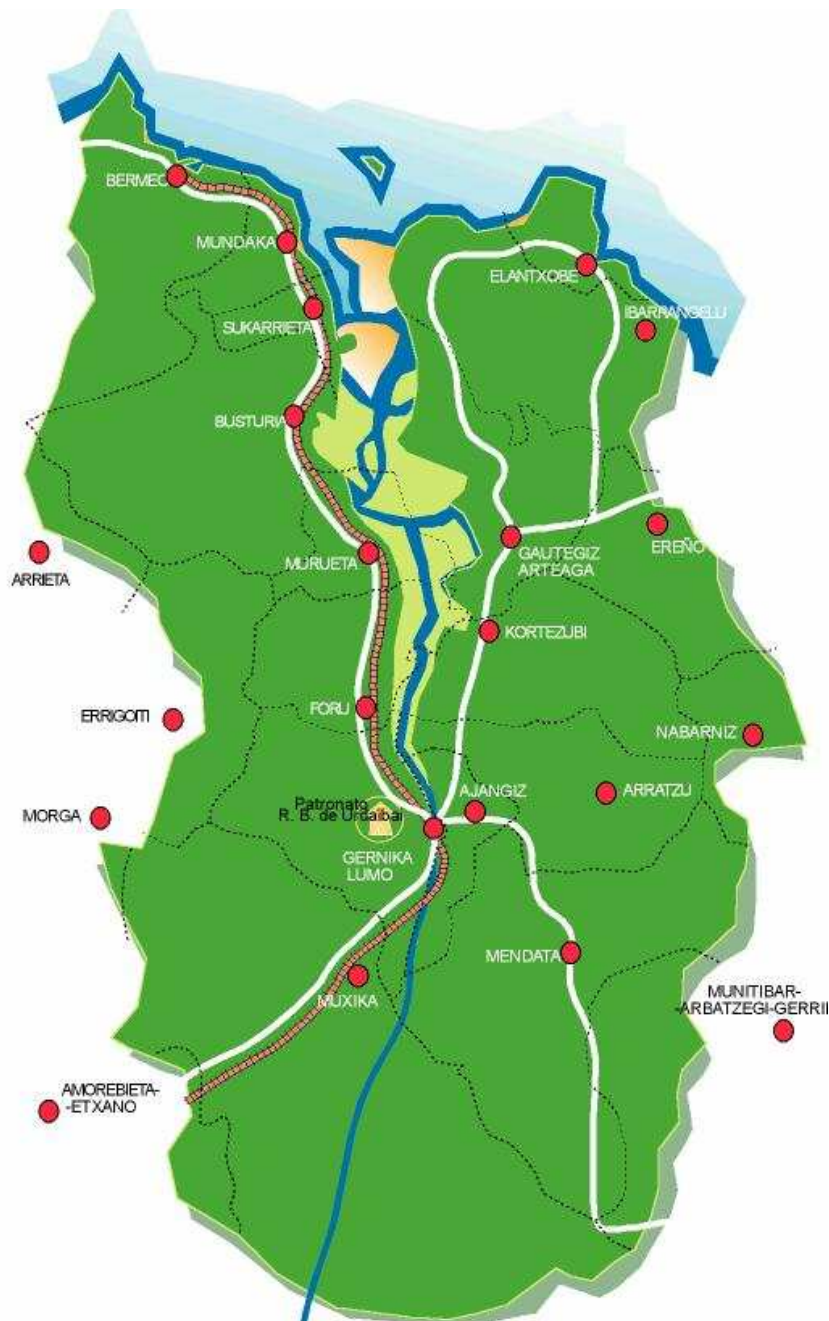 BERMEO
MUNDAKA
ELANTXOBE
SUKARRIETA
IBARRANGELU
BUSTURIA
MURUETA
GAUTEGIZ
ARTEAGA
EREÑO
ARRIETA
KORTEZUBI
ERRIGOITI
FORU
NABARNIZ
MORGA
Patronato
R. B. de Urdaibai
AJANGIZ
ARRATZU
GERNIKA
LUMO
MENDATA
MUXIKA
MUNITIBAR-
-ARBATZEGI-GERRI
AMOREBIETA-
-ETXANO